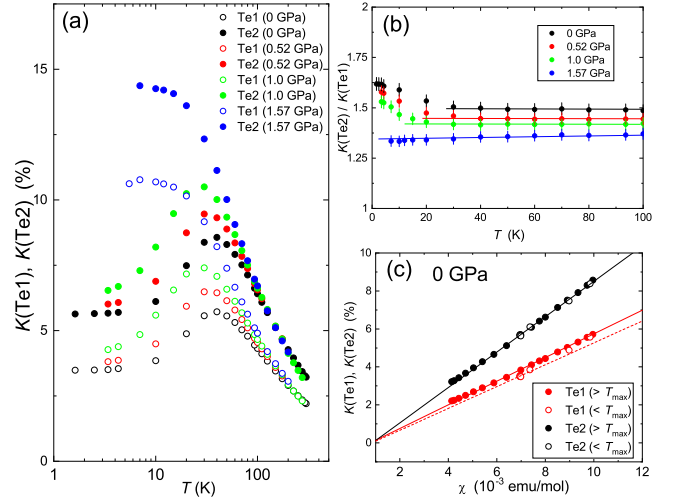 (a)
Te1 (0 GPa)
Te2 (0 GPa)
Te1 (0.52 GPa)
Te2 (0.52 GPa)
Te1 (1.0 GPa)
Te2 (1.0 GPa)
Te1 (1.57 GPa)
Te2 (1.57 GPa)
15
10
5
0
K(Te1), K(Te2) (%)
1
10
100
T (K)
(b)
0 GPa
0.52 GPa
1.0 GPa
1.57 GPa
2
1.75
1.5
1.25
1
K(Te2) / K(Te1)
0 20 40 60 80 100
T (K)
(c) 0 GPa
10
8
6
4
2
0
K(Te1), K(Te2) (%)
Te1 (> Tmax)
Te1 (< Tmax)
Te2 (> Tmax)
Te2 (< Tmax)
2 4 6 8 10 12
χ (10⁻³ emu/mol)